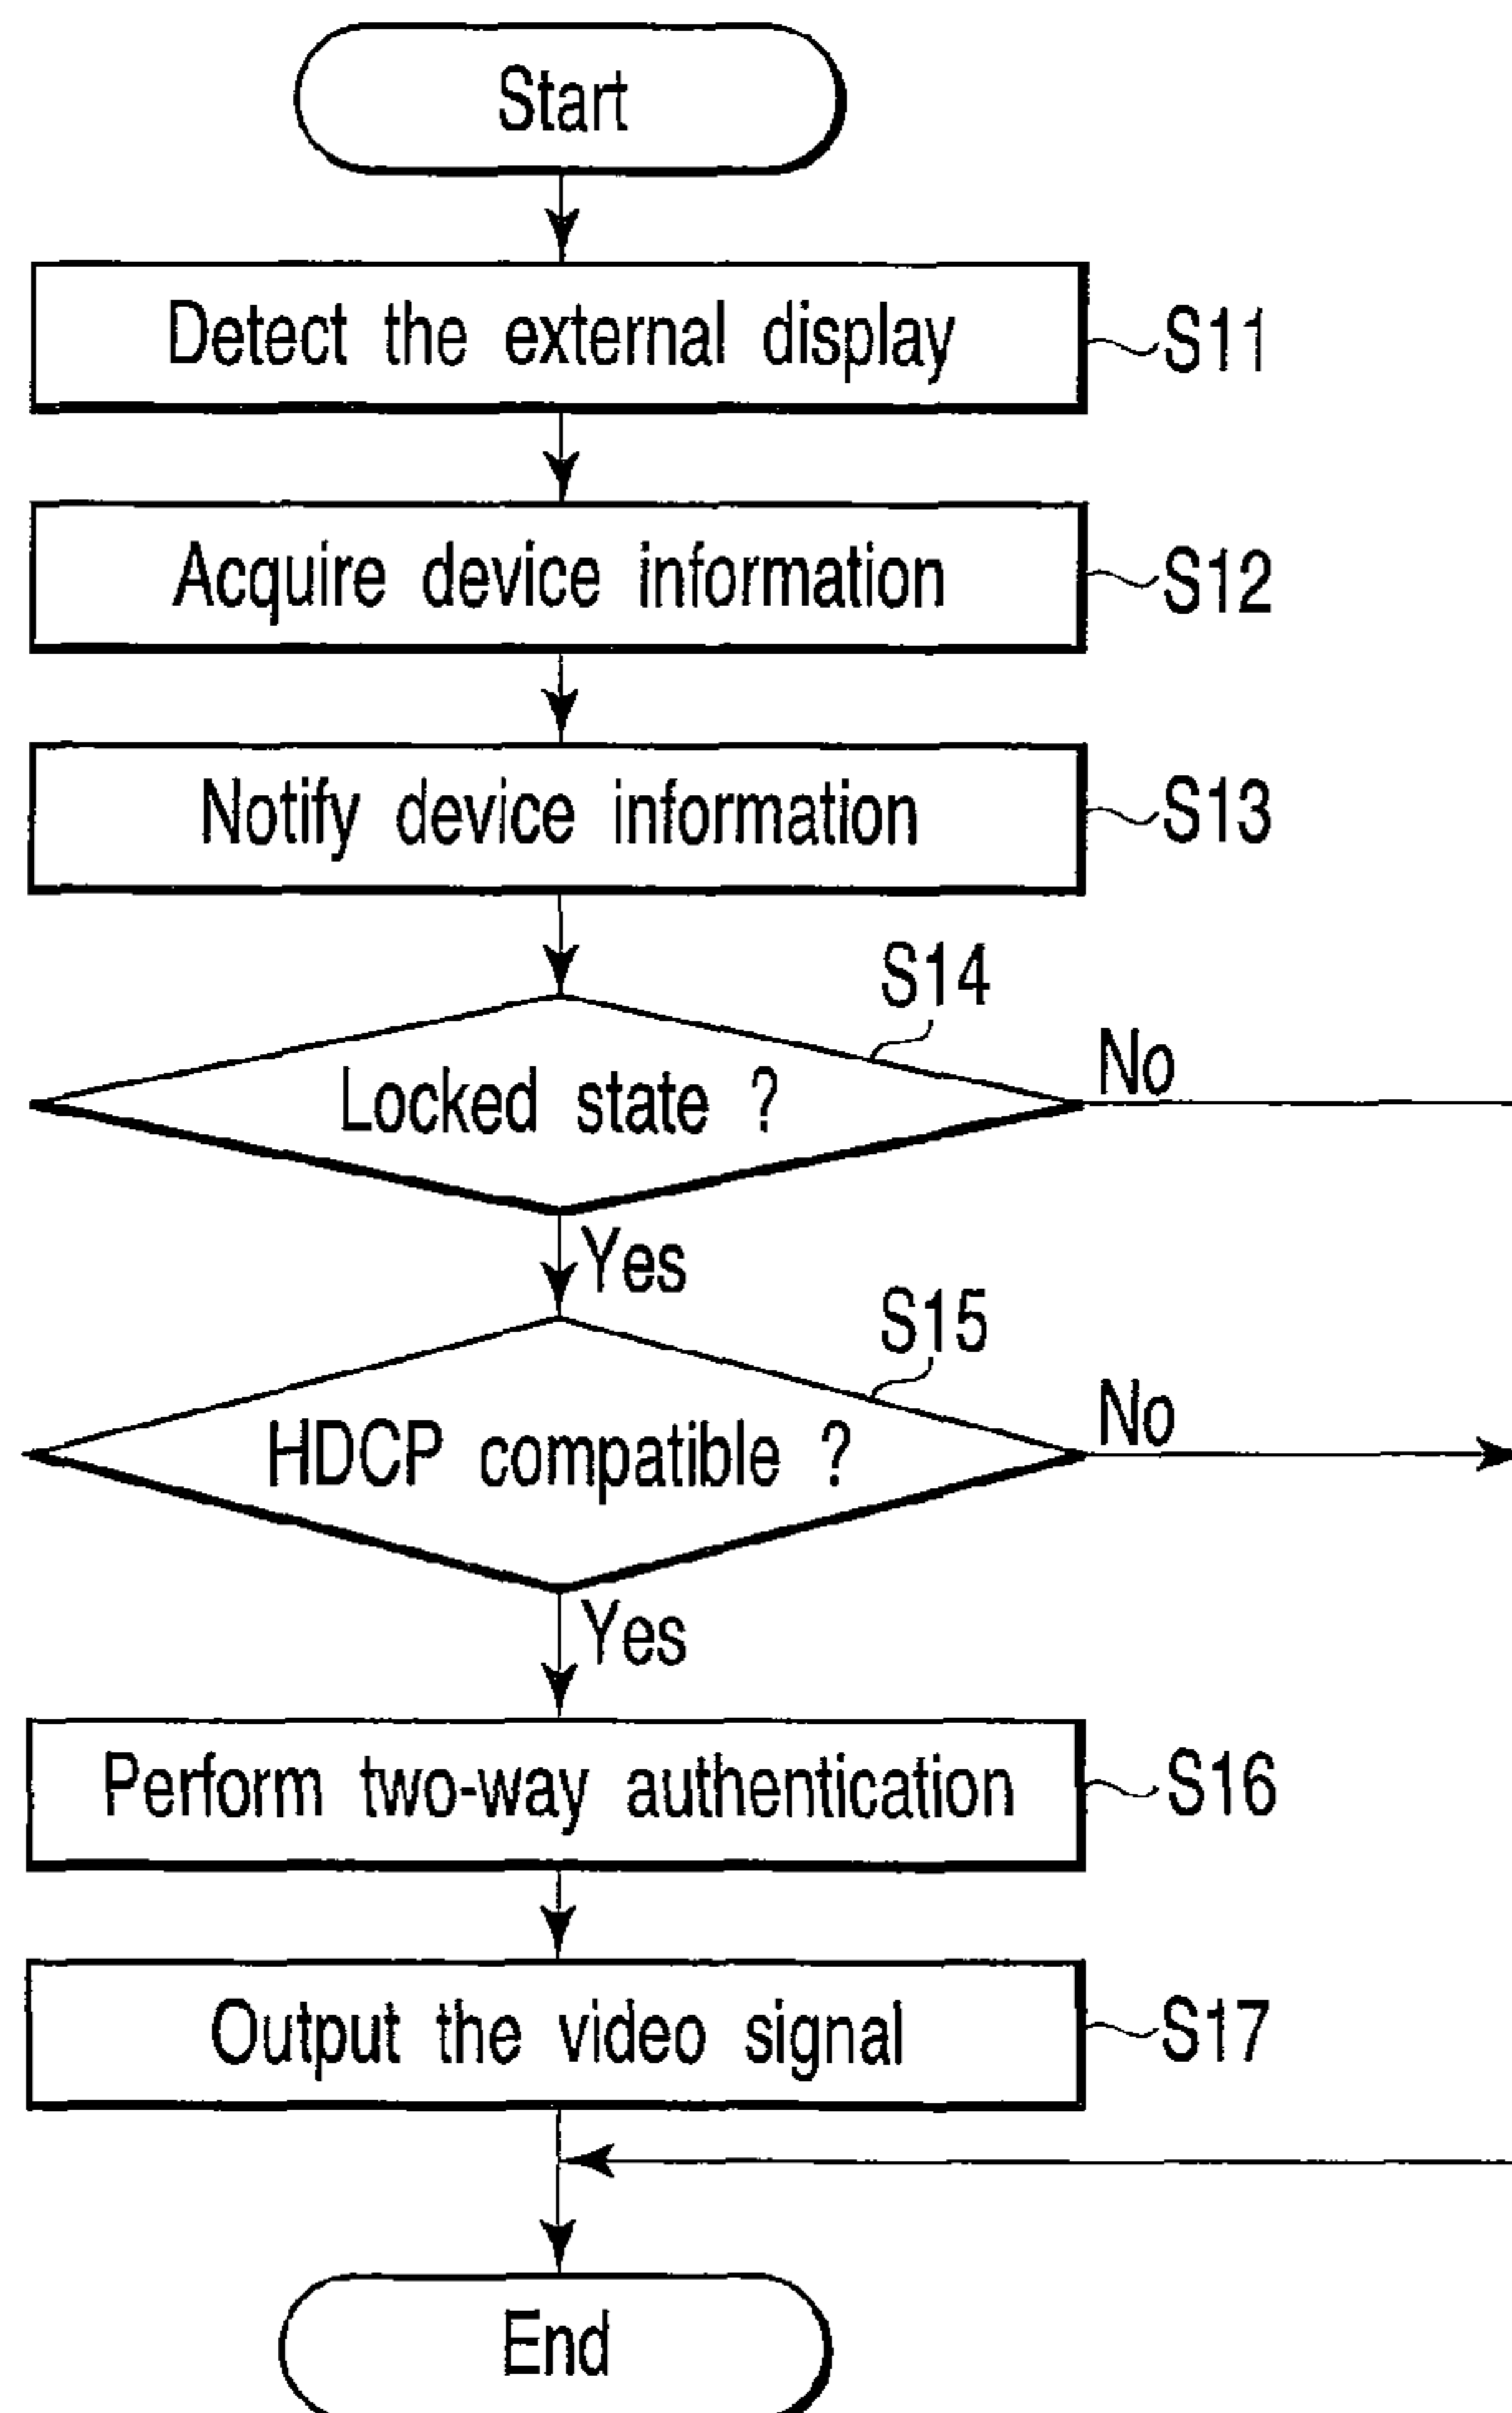 Start
Detect the external display
S11
Acquire device information
S12
Notify device information
S13
S14
Locked state ?
No
Yes
S15
HDCP compatible ?
No
Yes
Perform two-way authentication
S16
Output the video signal
S17
End